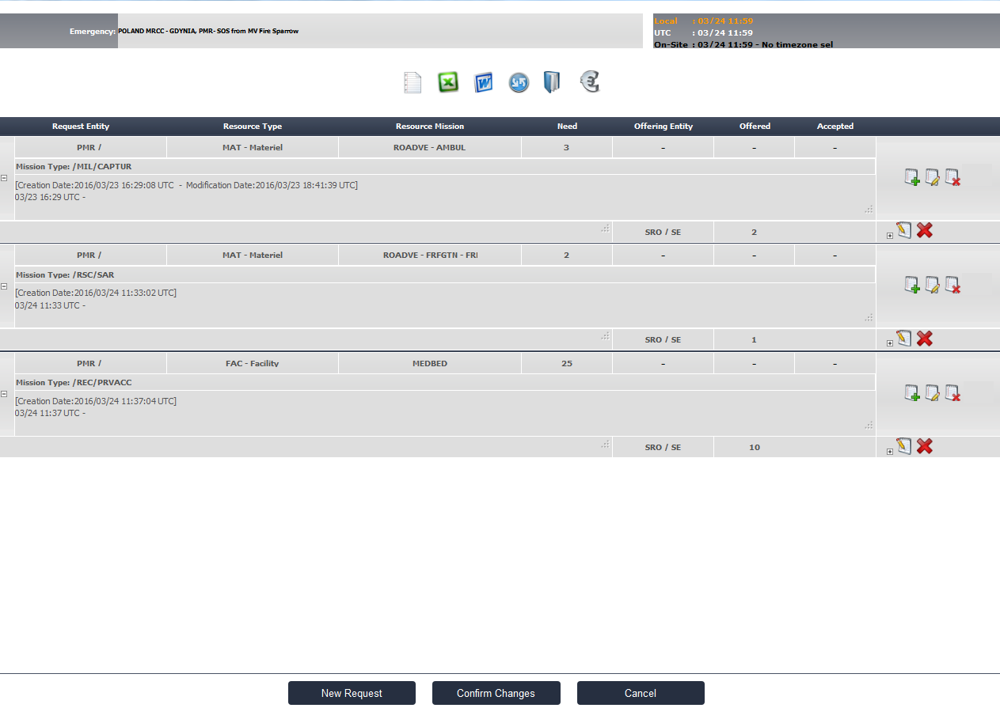 Emergency: POLAND MRCC - GDYNIA, PMR- SOS from MV Fire Sparrow
Local : 03/24 11:59
UTC : 03/24 11:59
On-Site : 03/24 11:59 - No timezone sel
Request Entity Resource Type Resource Mission Need Offering Entity Offered Accepted
PMR / MAT - Materiel ROADVE - AMBUL 3 - - -
Mission Type: /MIL/CAPTUR
[Creation Date:2016/03/23 16:29:08 UTC - Modification Date:2016/03/23 18:41:39 UTC]
03/23 16:29 UTC -
SRO / SE 2
PMR / MAT - Materiel ROADVE - FRFGTN - FRI 2 - - -
Mission Type: /RSC/SAR
[Creation Date:2016/03/24 11:33:02 UTC]
03/24 11:33 UTC -
SRO / SE 1
PMR / FAC - Facility MEDBED 25 - - -
Mission Type: /REC/PRVACC
[Creation Date:2016/03/24 11:37:04 UTC]
03/24 11:37 UTC -
SRO / SE 10
New Request Confirm Changes Cancel